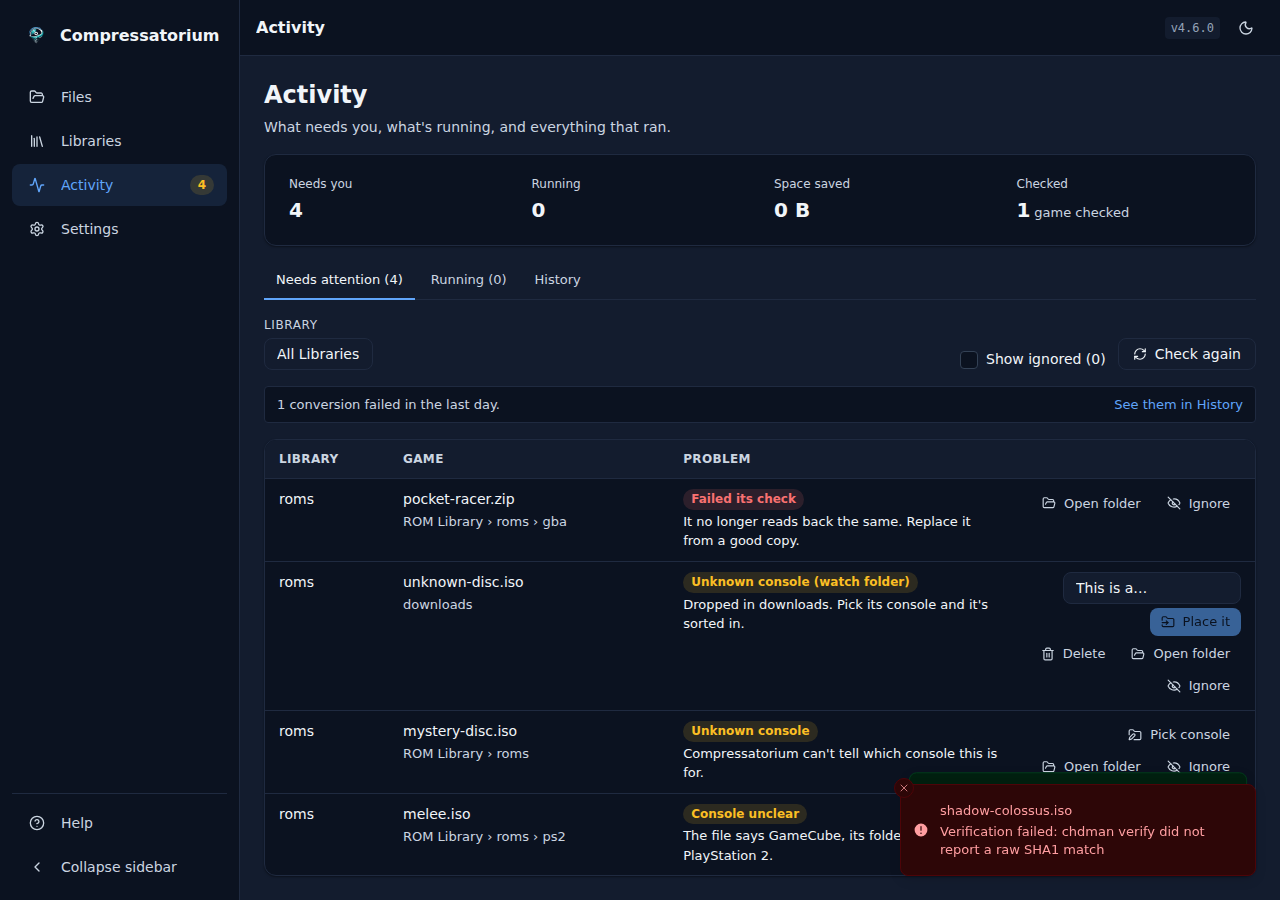 Compressatorium
Activity
v4.6.0
Files
Libraries
Activity
4
Settings
Help
Collapse sidebar
Activity
What needs you, what's running, and everything that ran.
Needs you
4
Running
0
Space saved
0 B
Checked
1 game checked
Needs attention (4)
Running (0)
History
LIBRARY
All Libraries
Show ignored (0)
Check again
1 conversion failed in the last day.
See them in History
LIBRARY
GAME
PROBLEM
roms
pocket-racer.zip
ROM Library › roms › gba
Failed its check
It no longer reads back the same. Replace it
from a good copy.
Open folder
Ignore
roms
unknown-disc.iso
downloads
Unknown console (watch folder)
Dropped in downloads. Pick its console and it's
sorted in.
This is a...
Place it
Delete
Open folder
Ignore
roms
mystery-disc.iso
ROM Library › roms
Unknown console
Compressatorium can't tell which console this is
for.
Pick console
Open folder
Ignore
roms
melee.iso
ROM Library › roms › ps2
Console unclear
The file says GameCube, its folde
PlayStation 2.
shadow-colossus.iso
Verification failed: chdman verify did not
report a raw SHA1 match